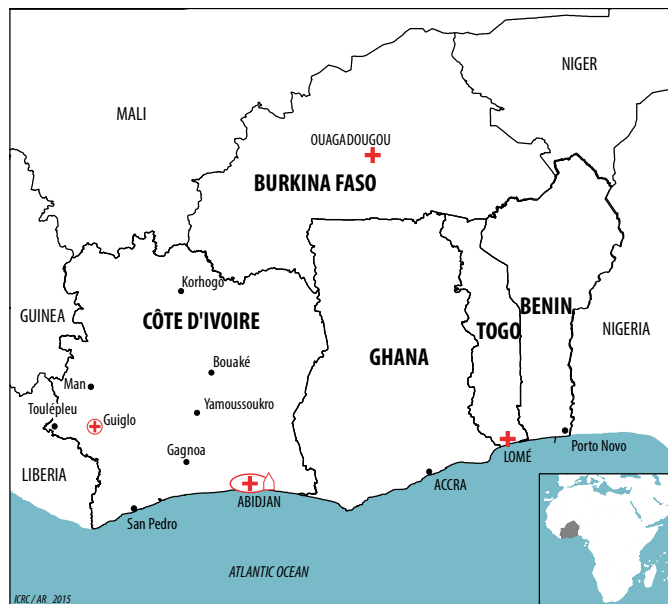 NIGER
MALI
OUAGADOUGOU
BURKINA FASO
Korhogo
GUINEA
CÔTE D'IVOIRE
BENIN
TOGO
NIGERIA
GHANA
Bouaké
Man
Yamoussoukro
Toulépleu
Guiglo
Porto Novo
LOMÉ
Gagnoa
LIBERIA
ACCRA
ABIDJAN
San Pedro
ATLANTIC OCEAN
ICRC / AR_2015